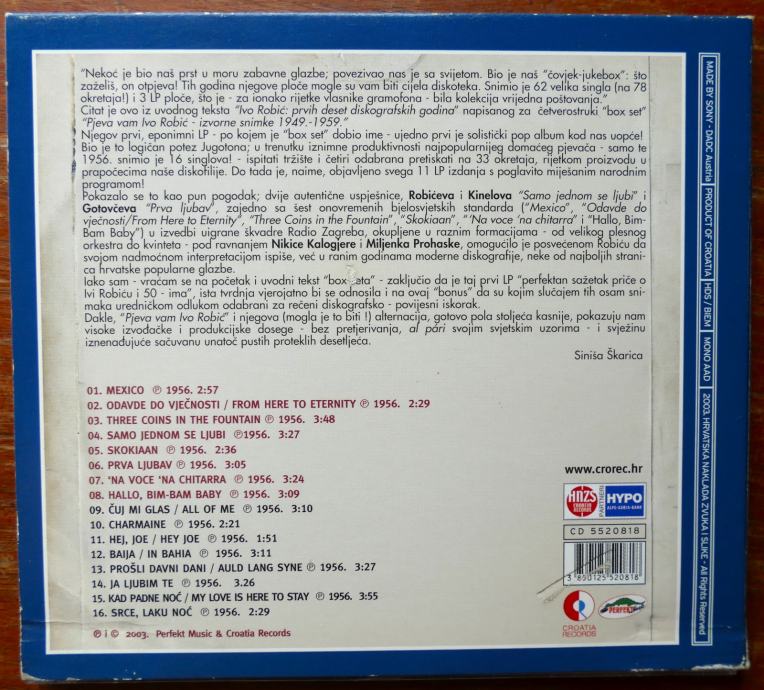 "Nekoć je bio naš prst u moru zabavne glazbe; povezivao nas je sa svijetom. Bio je naš "čovjek-jukebox": što
zaželiš, on otpjeva! Tih godina njegove ploče mogle su vam biti cijela diskoteka. Snimio je 62 velika singla (na 78
okretaja!) i 3 LP ploče, što je - za ionako rijetke vlasnike gramofona - bila kolekcija vrijedna poštovanja."
Citat je ovo iz uvodnog teksta "Ivo Robić: prvih deset diskografskih godina" napisanog za četverostruki "box set"
"Pjeva vam Ivo Robić - izvorne snimke 1949.-1959."
Njegov prvi, eponimni LP - po kojem je "box set" dobio ime - ujedno prvi je solistički pop album kod nas uopće!
Bio je to logičan potez Jugotona; u trenutku iznimne produktivnosti najpopularnijeg domaćeg pjevača - samo te
1956. snimio je 16 singlova! - ispitati tržište i četiri odabrana pretiskati na 33 okretaja, rijetkom proizvodu u
prapočecima naše diskofilije. Do tada je, naime, objavljeno svega 11 LP izdanja s poglavito miješanim narodnim
programom!
Pokazalo se to kao pun pogodak; dvije autentične uspješnice, Robićeva i Kinelova "Samo jednom se ljubi" i
Gotovčeva "Prva ljubav", zajedno sa šest onovremenih bjelosvjetskih standarda ("Mexico", "Odavde do
vječnosti/From Here to Eternity", "Three Coins in the Fountain", "Skokiaan", "'Na voce 'na chitarra" i "Hallo, Bim-
Bam Baby") u izvedbi uigrane škvadre Radio Zagreba, okupljene u raznim formacijama - od velikog plesnog
orkestra do kvinteta - pod ravnanjem Nikice Kalogjere i Miljenka Prohaske, omogućilo je posvećenom Robiću da
svojom nadmoćnom interpretacijom ispiše, već u ranim godinama moderne diskografije, neke od najboljih strani-
ca hrvatske popularne glazbe.
Iako sam - vraćam se na početak i uvodni tekst "box seta" - zaključio da je taj prvi LP "perfektan sažetak priče o
Ivi Robiću i 50 - ima", ista tvrdnja vjerojatno bi se odnosila i na ovaj "bonus" da su kojim slučajem tih osam sni-
maka uredničkom odlukom odabrani za rečeni diskografsko - povijesni iskorak.
Dakle, "Pjeva vam Ivo Robić" i njegova (mogla je to biti !) alternacija, gotovo pola stoljeća kasnije, pokazuju nam
visoke izvođačke i produkcijske dosege - bez pretjerivanja, al pari svojim svjetskim uzorima - i svježinu
iznenađujuće sačuvanu unatoč pustih proteklih desetljeća.
Siniša Škarica
01. MEXICO ℗ 1956. 2:57
02. ODAVDE DO VJEČNOSTI / FROM HERE TO ETERNITY ℗ 1956. 2:29
03. THREE COINS IN THE FOUNTAIN ℗ 1956. 3:48
04. SAMO JEDNOM SE LJUBI ℗1956. 3:27
05. SKOKIAAN ℗ 1956. 2:36
06. PRVA LJUBAV ℗ 1956. 3:05
07. 'NA VOCE 'NA CHITARRA ℗ 1956. 3:24
08. HALLO, BIM-BAM BABY ℗ 1956. 3:09
09. ČUJ MI GLAS / ALL OF ME ℗ 1956. 3:10
10. CHARMAINE ℗ 1956. 2:21
11. HEJ, JOE / HEY JOE ℗ 1956. 1:51
12. BAIJA / IN BAHIA ℗ 1956. 3:11
13. PROŠLI DAVNI DANI / AULD LANG SYNE ℗ 1956. 3:27
14. JA LJUBIM TE ℗ 1956. 3.26
15. KAD PADNE NOĆ / MY LOVE IS HERE TO STAY ℗ 1956. 3:55
16. SRCE, LAKU NOĆ ℗ 1956. 2:29
℗ i © 2003. Perfekt Music & Croatia Records
www.crorec.hr
HNZS
CROATIA
RECORDS
PARTNERI
HYPO
ALPE-ADRIA-BANK
CD 5520818
3 850125 520818
CROATIA
RECORDS
PERFEKT
MADE BY SONY - DADC Austria
PRODUCT OF CROATIA
HDS / BIEM
MONO AAD
2003. HRVATSKA NAKLADA ZVUKA I SLIKE - All Rights Reserved